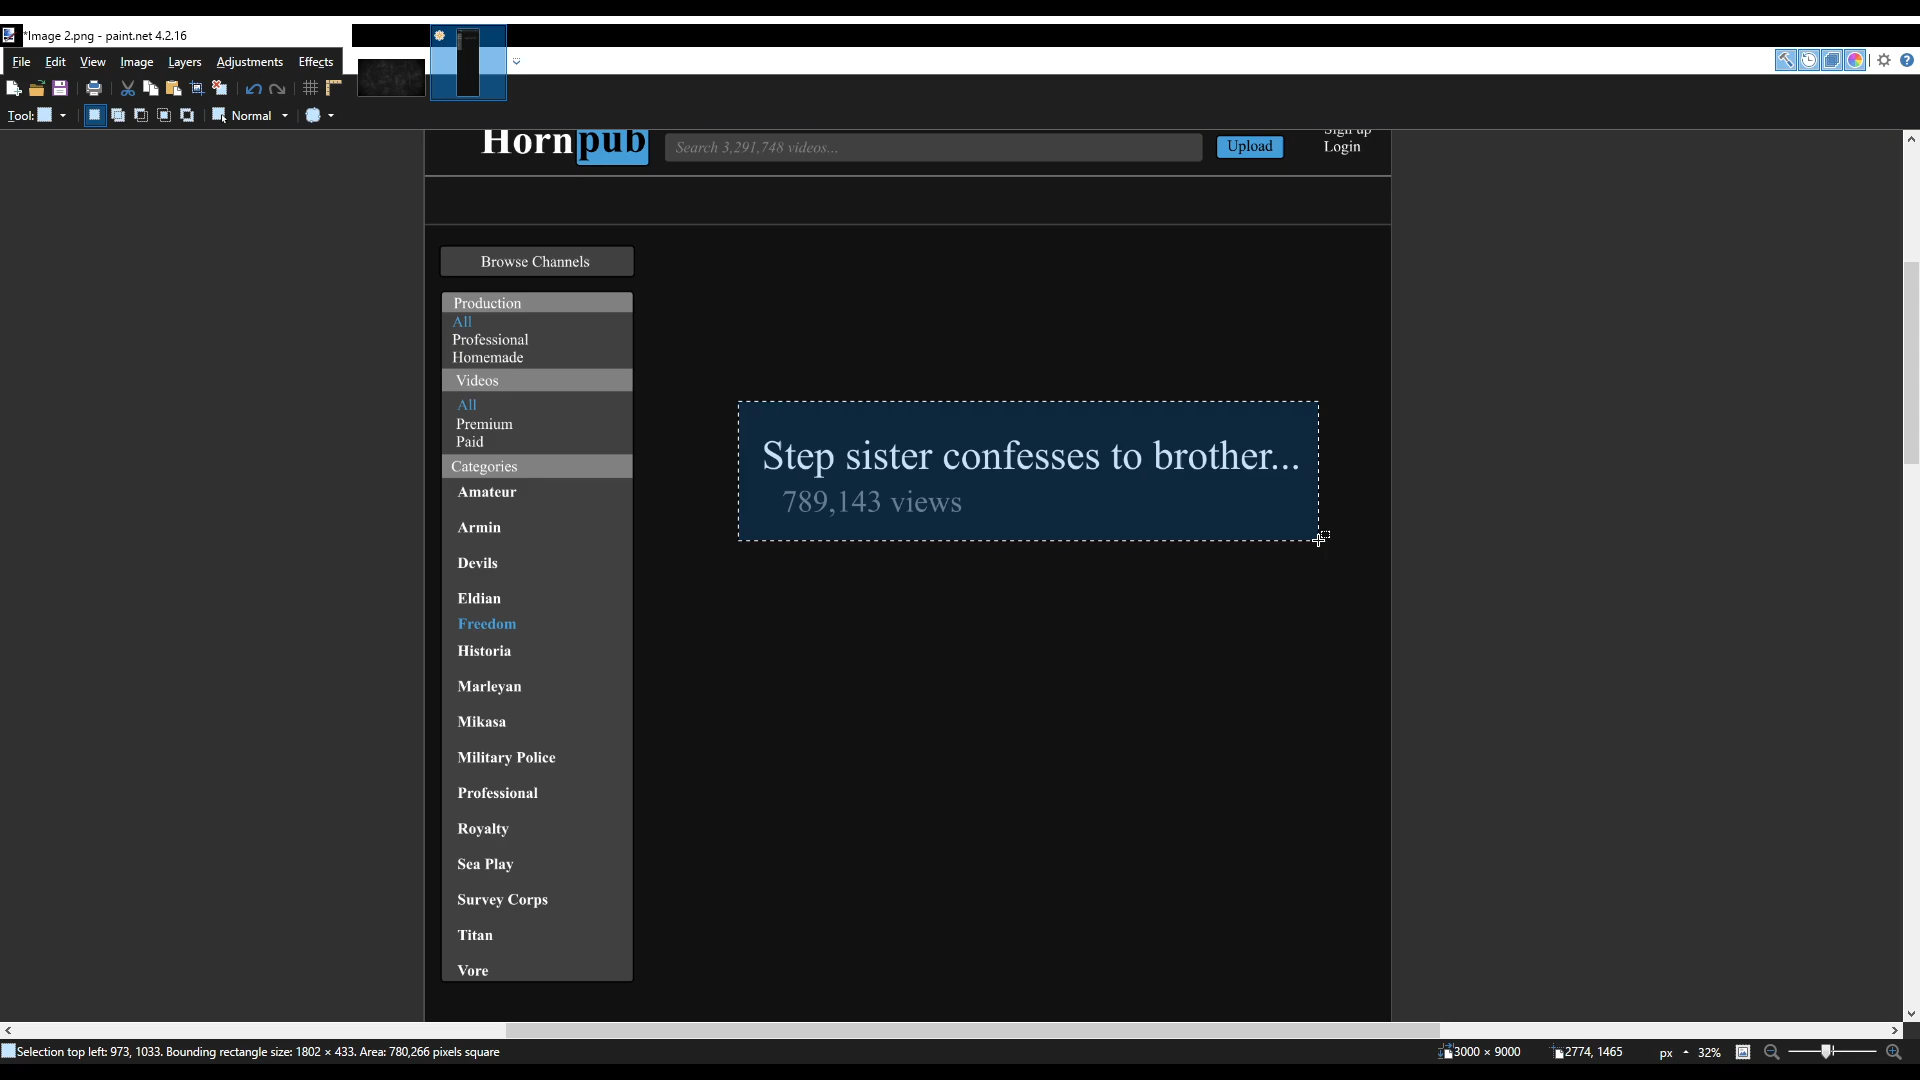 *Image 2.png - paint.net 4.2.16
File Edit View Image Layers Adjustments Effects
Tool: Normal
Hornpub Search 3,291,748 videos... Upload Sign up
Login
Browse Channels
Production
All
Professional
Homemade
Videos
All
Premium
Paid
Categories
Amateur
Armin
Devils
Eldian
Freedom
Historia
Marleyan
Mikasa
Military Police
Professional
Royalty
Sea Play
Survey Corps
Titan
Vore
Step sister confesses to brother...
789,143 views
Selection top left: 973, 1033. Bounding rectangle size: 1802 × 433. Area: 780,266 pixels square 3000 × 9000 2774, 1465 px 32%